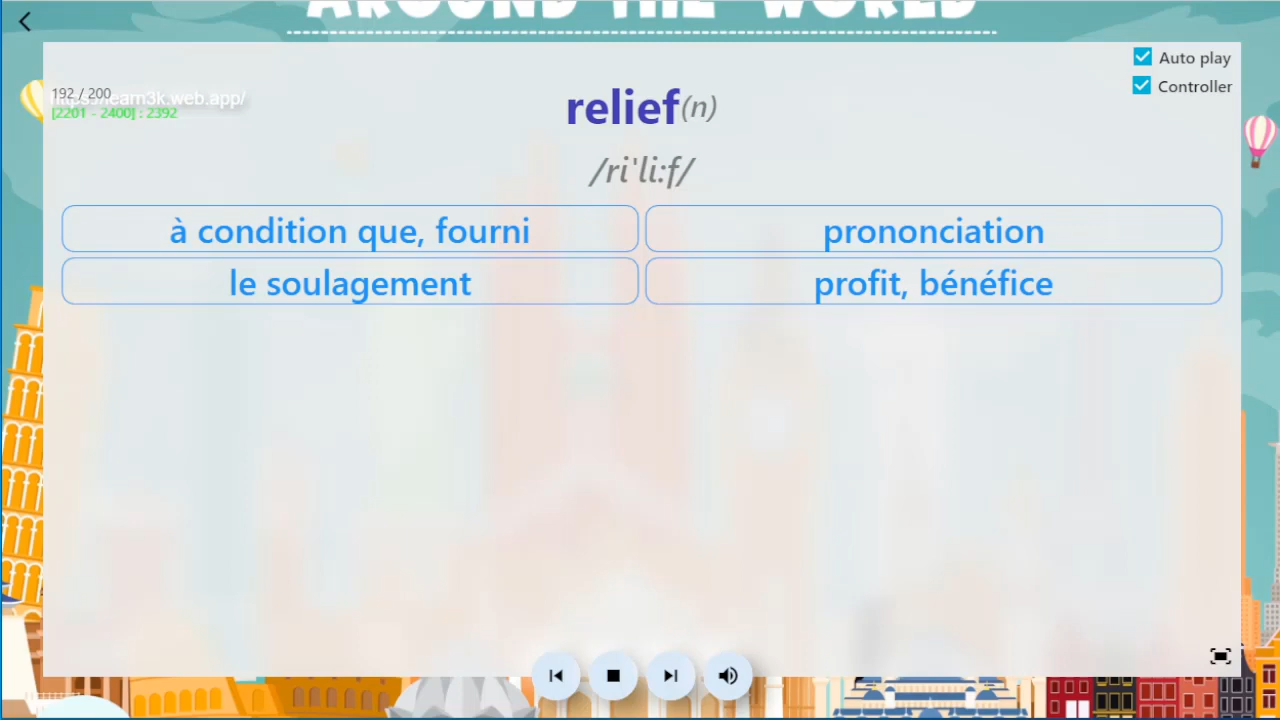 AROUND THE WORLD
Auto play
Controller
192 / 200
https://learn3k.web.app/
[2201 - 2400] : 2392
relief(n)
/ri'li:f/
à condition que, fourni
prononciation
le soulagement
profit, bénéfice